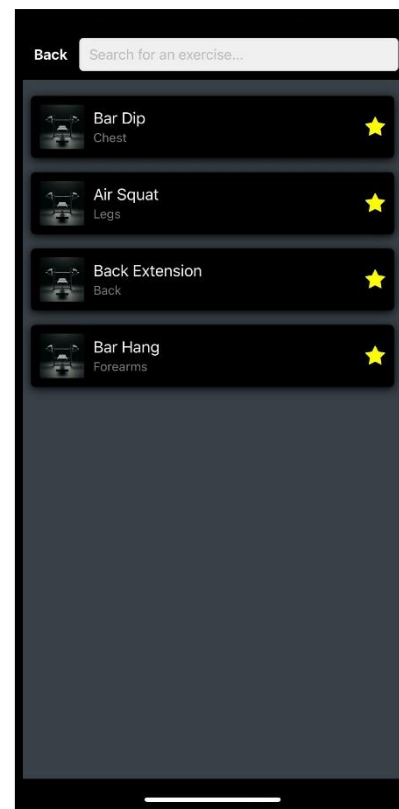 Back
Search for an exercise...
Bar Dip
Chest
Air Squat
Legs
Back Extension
Back
Bar Hang
Forearms